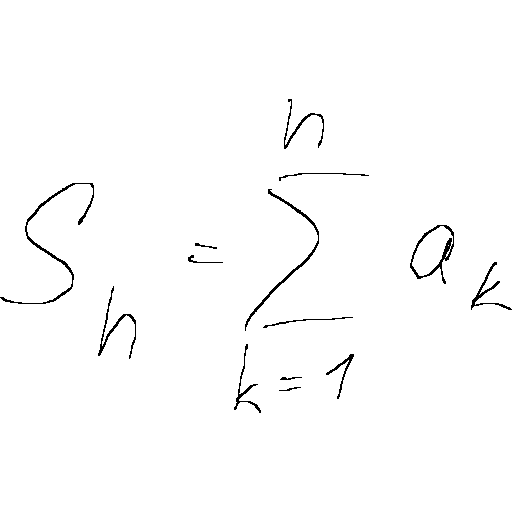 $S_n = \sum_{k=1}^{n} a_k$